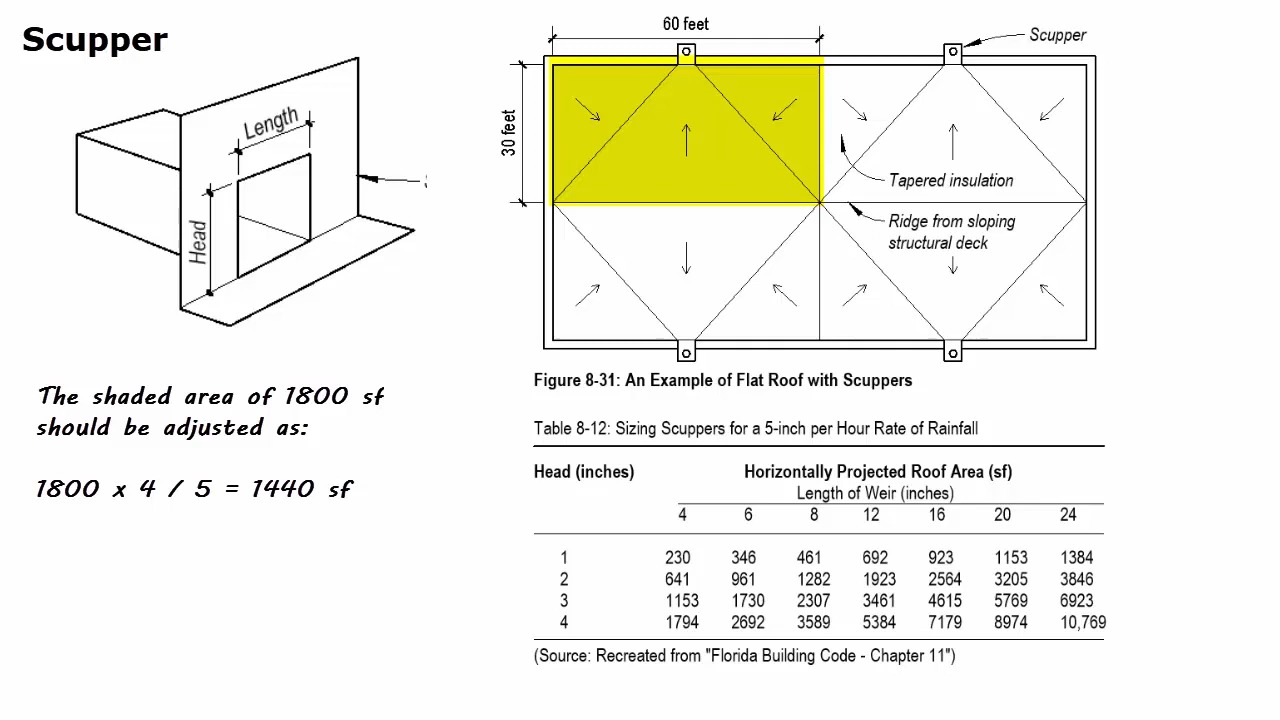 Scupper
Length
Head
60 feet
30 feet
Scupper
Tapered insulation
Ridge from sloping
structural deck
Figure 8-31: An Example of Flat Roof with Scuppers
The shaded area of 1800 sf
should be adjusted as:
1800 x 4 / 5 = 1440 sf
Table 8-12: Sizing Scuppers for a 5-inch per Hour Rate of Rainfall
Head (inches) Horizontally Projected Roof Area (sf)
Length of Weir (inches)
4 6 8 12 16 20 24
1 230 346 461 692 923 1153 1384
2 641 961 1282 1923 2564 3205 3846
3 1153 1730 2307 3461 4615 5769 6923
4 1794 2692 3589 5384 7179 8974 10,769
(Source: Recreated from "Florida Building Code - Chapter 11")